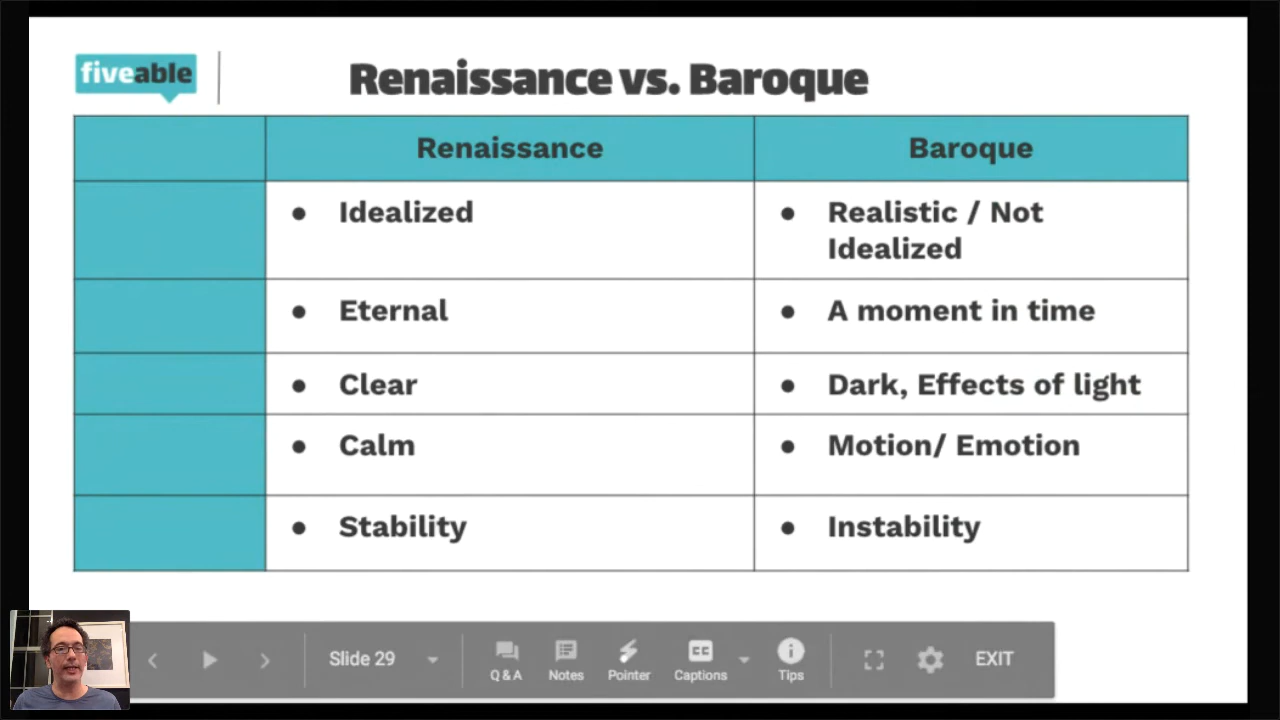 fiveable
Renaissance vs. Baroque
Renaissance
Baroque
● Idealized
● Realistic / Not
Idealized
● Eternal
● A moment in time
● Clear
● Dark, Effects of light
● Calm
● Motion/ Emotion
● Stability
● Instability
Slide 29
Q & A
Notes
Pointer
CC
Captions
Tips
EXIT